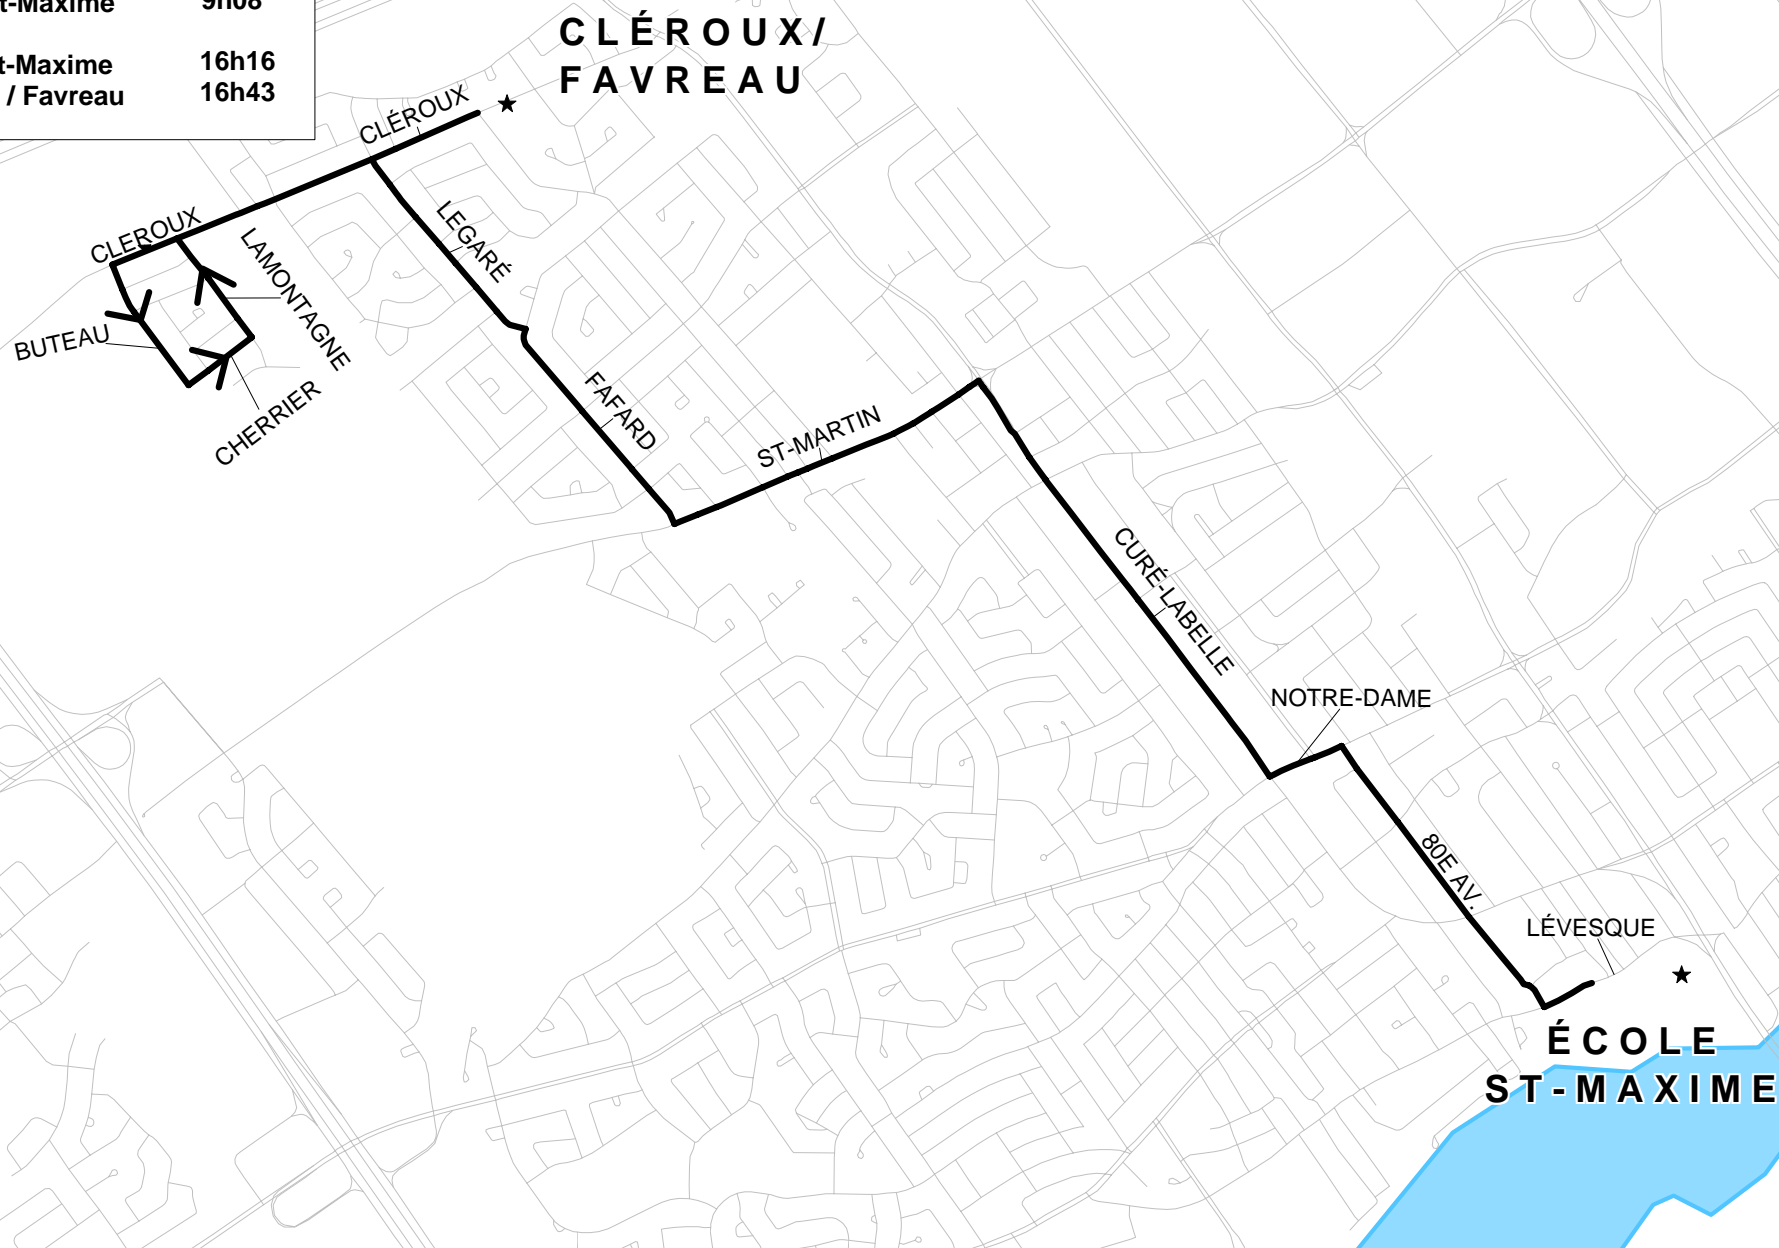 t-Maxime 9h08
t-Maxime 16h16
/ Favreau 16h43
CLÉROUX/
FAVREAU
CLÉROUX
CLEROUX
LAMONTAGNE
LEGARÉ
BUTEAU
CHERRIER
FAFARD
ST-MARTIN
CURÉ-LABELLE
NOTRE-DAME
80E AV.
LÉVESQUE
ÉCOLE
ST-MAXIME